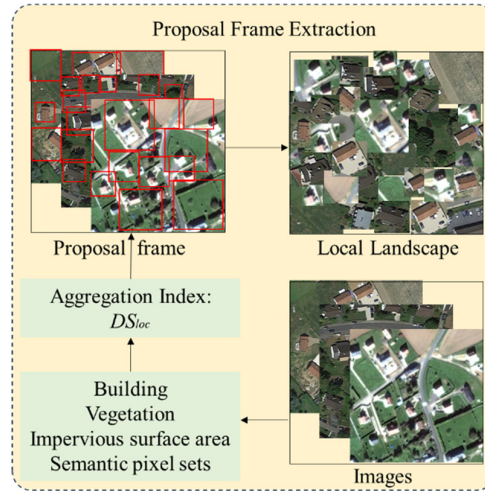 Proposal Frame Extraction
Proposal frame
Local Landscape
Aggregation Index:
DSloc
Building
Vegetation
Impervious surface area
Semantic pixel sets
Images